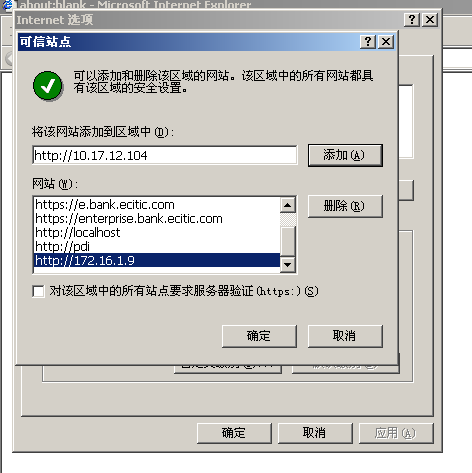 about:blank - Microsoft Internet Explorer
Internet 选项
可信站点
可以添加和删除该区域的网站。该区域中的所有网站都具
有该区域的安全设置。
将该网站添加到区域中(D):
http://10.17.12.104
添加(A)
网站(W):
https://e.bank.ecitic.com
https://enterprise.bank.ecitic.com
http://localhost
http://pdi
http://172.16.1.9
删除(R)
对该区域中的所有站点要求服务器验证(https:)(S)
确定
取消
确定
取消
应用(A)